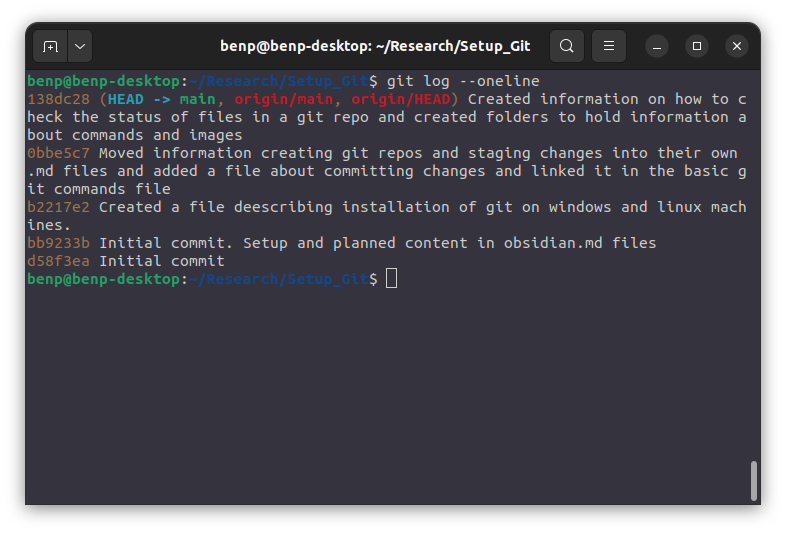 benp@benp-desktop: ~/Research/Setup_Git
benp@benp-desktop:~/Research/Setup_Git$ git log --oneline
138dc28 (HEAD -> main, origin/main, origin/HEAD) Created information on how to c
heck the status of files in a git repo and created folders to hold information a
bout commands and images
0bbe5c7 Moved information creating git repos and staging changes into their own
.md files and added a file about committing changes and linked it in the basic g
it commands file
b2217e2 Created a file deescribing installation of git on windows and linux mach
ines.
bb9233b Initial commit. Setup and planned content in obsidian.md files
d58f3ea Initial commit
benp@benp-desktop:~/Research/Setup_Git$